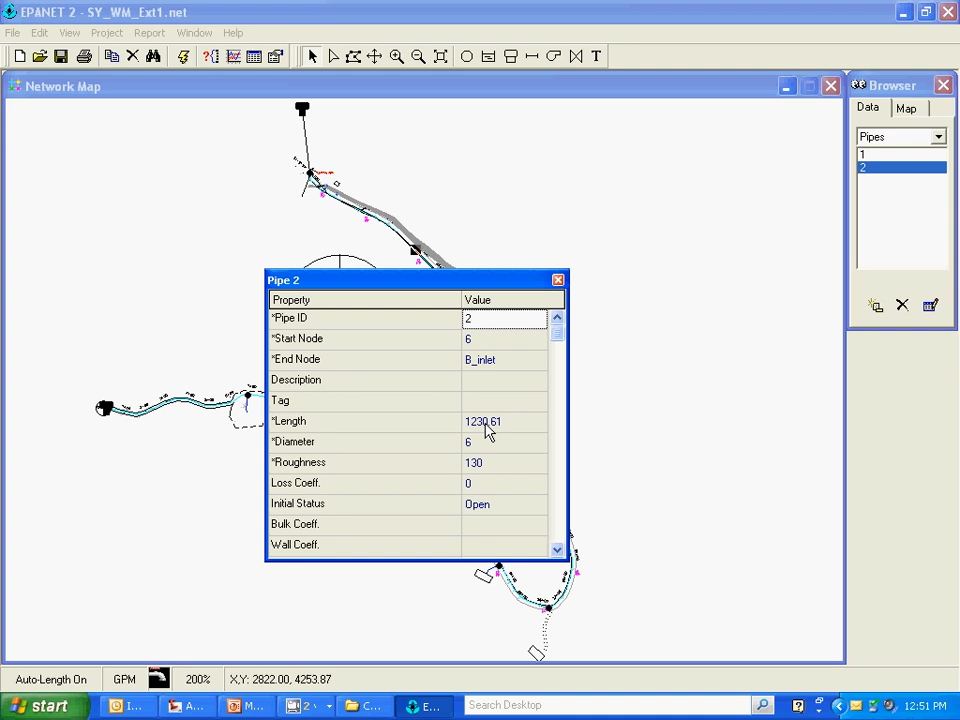 EPANET 2 - SY_WM_Ext1.net
File Edit View Project Report Window Help
Network Map
Browser
Data Map
Pipes
1
2
Pipe 2
Property Value
*Pipe ID 2
*Start Node 6
*End Node B_inlet
Description
Tag
*Length 1230.61
*Diameter 6
*Roughness 130
Loss Coeff. 0
Initial Status Open
Bulk Coeff.
Wall Coeff.
Auto-Length On GPM 200% X,Y: 2822.00, 4253.87
start I... A... M... 2 C... E... Search Desktop 12:51 PM